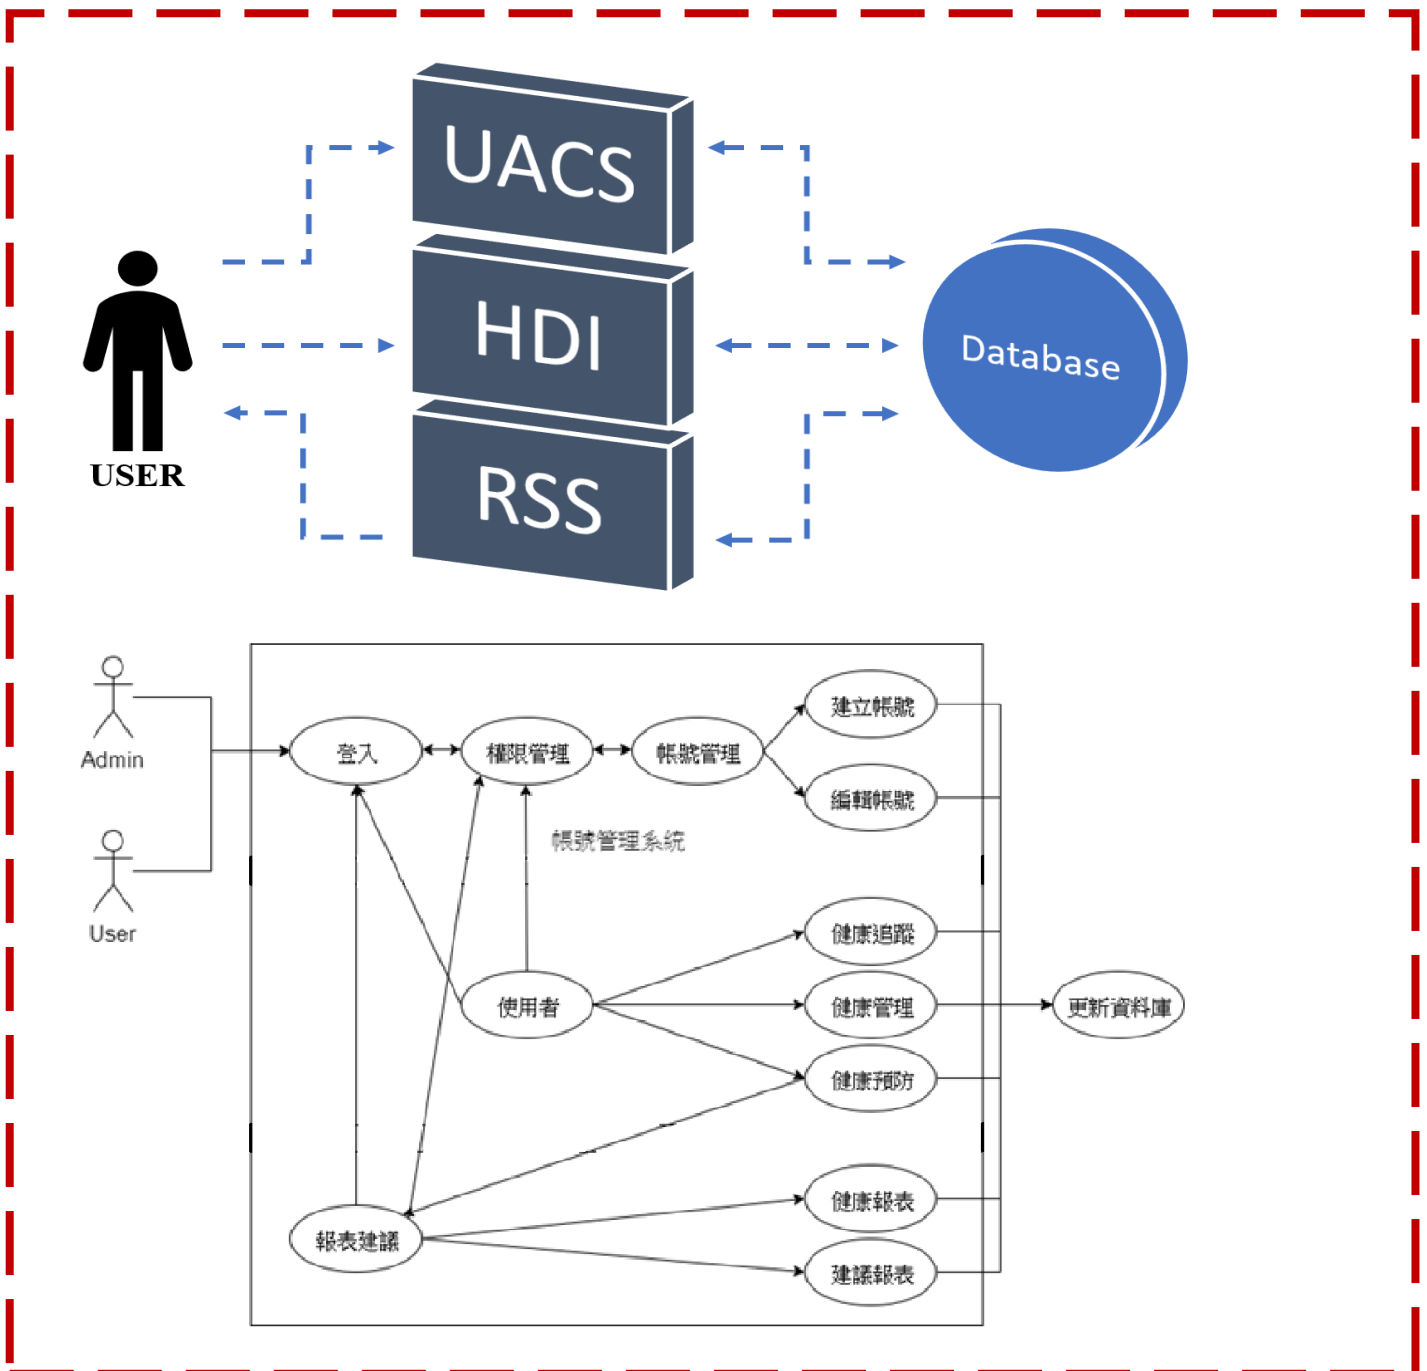 UACS
HDI
RSS
Database
USER
Admin
User
登入
權限管理
帳號管理
建立帳號
編輯帳號
帳號管理系統
使用者
健康追蹤
健康管理
健康預防
更新資料庫
報表建議
健康報表
建議報表